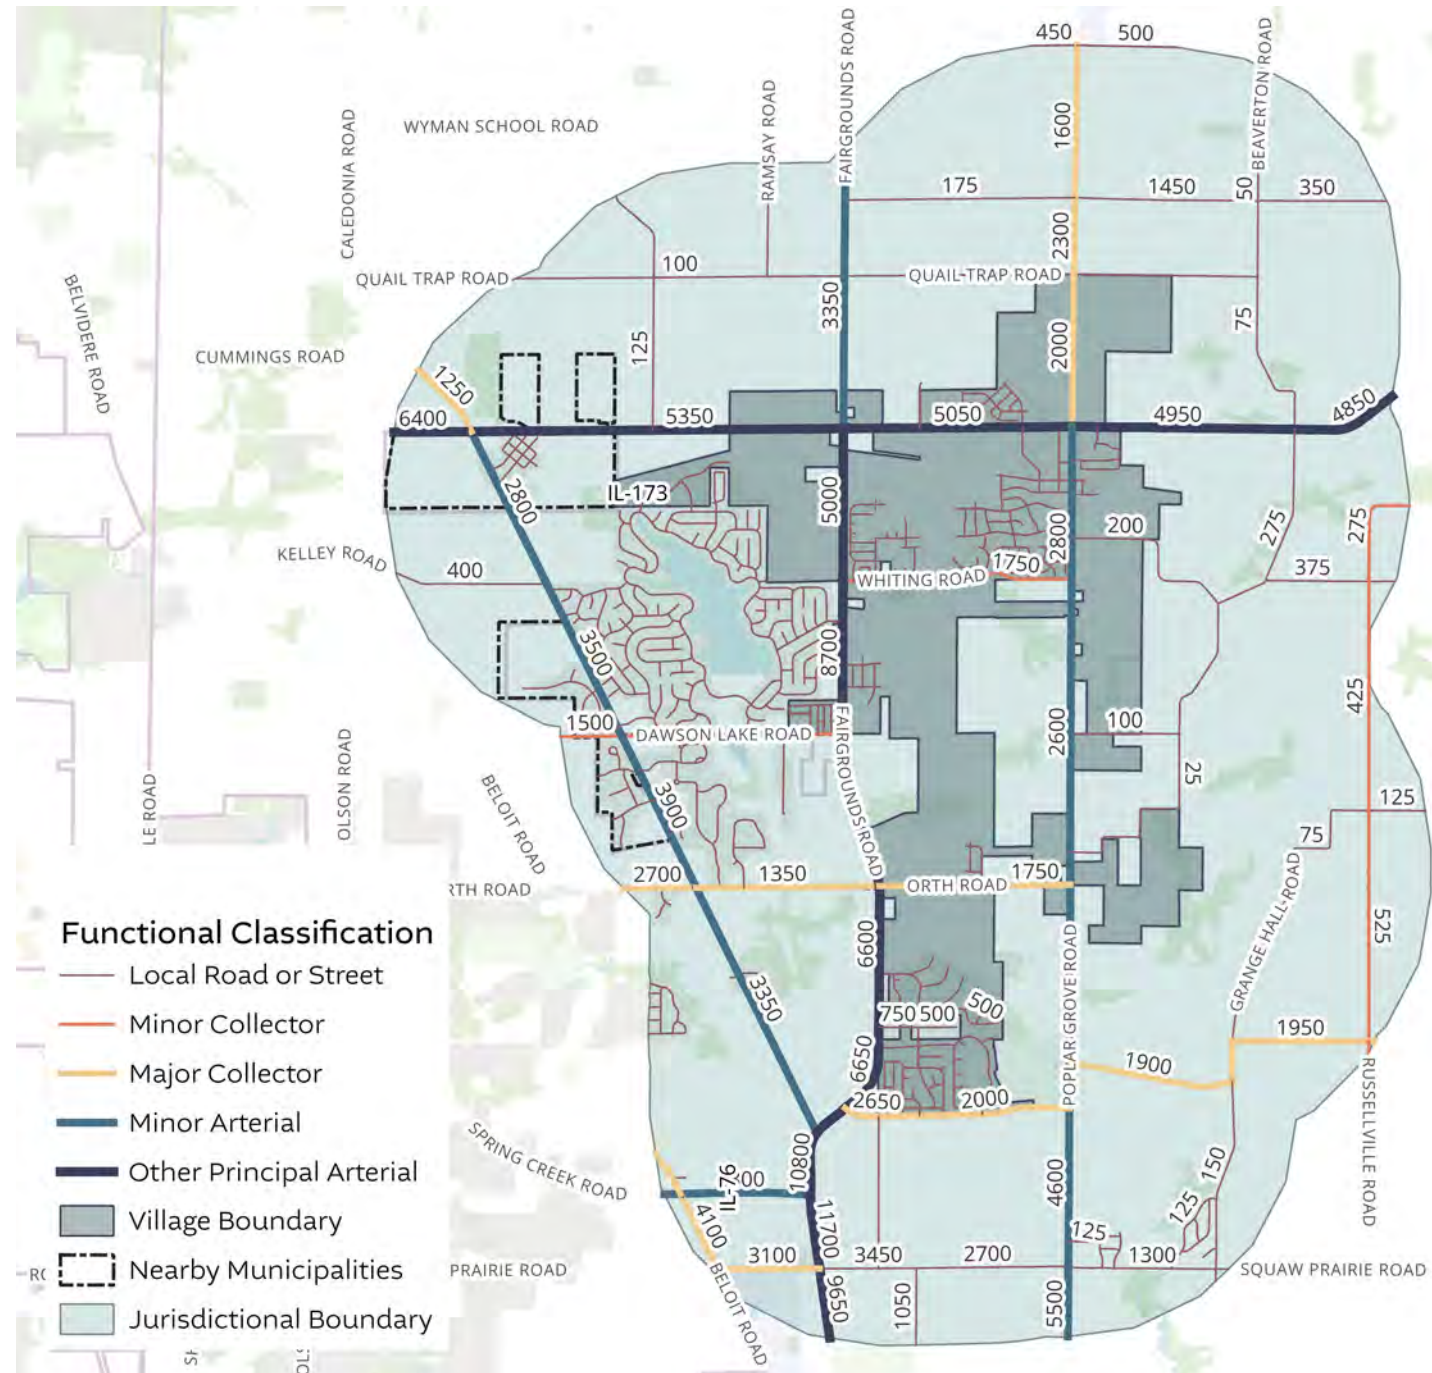 450
500
FAIRGROUNDS ROAD
BEAVERTON ROAD
1600
RAMSAY ROAD
WYMAN SCHOOL ROAD
CALEDONIA ROAD
175
1450
50
350
2300
QUAIL TRAP ROAD
100
QUAIL TRAP ROAD
BELVIDERE ROAD
3350
75
125
2000
CUMMINGS ROAD
1250
6400
5350
5050
4950
4850
2800
IL-173
5000
2800
200
275
275
KELLEY ROAD
400
WHITING ROAD
1750
375
3500
8700
425
1500
DAWSON LAKE ROAD
FAIRGROUNDS ROAD
2600
100
25
LE ROAD
OLSON ROAD
BELOIT ROAD
3900
125
75
RTH ROAD
2700
1350
ORTH ROAD
1750
GRANGE HALL ROAD
525
6600
POPLAR GROVE ROAD
3350
750
500
500
6650
1950
1900
2650
2000
RUSSELLVILLE ROAD
SPRING CREEK ROAD
10800
IL-76
00
4600
150
4100
11700
125
125
3100
3450
2700
1300
PRAIRIE ROAD
SQUAW PRAIRIE ROAD
BELOIT ROAD
9650
1050
5500
Functional Classification
Local Road or Street
Minor Collector
Major Collector
Minor Arterial
Other Principal Arterial
Village Boundary
Nearby Municipalities
Jurisdictional Boundary